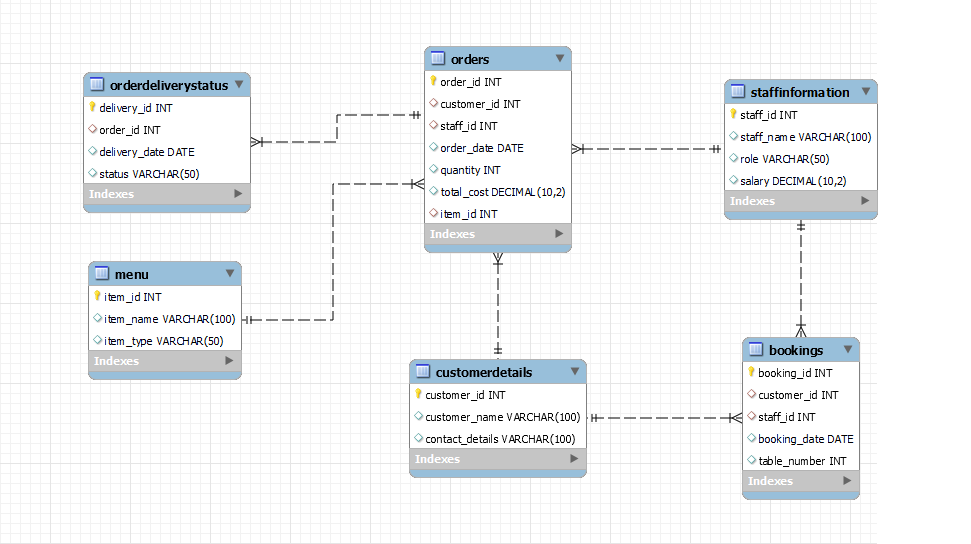 orderdeliverystatus
delivery_id INT
order_id INT
delivery_date DATE
status VARCHAR(50)
Indexes
orders
order_id INT
customer_id INT
staff_id INT
order_date DATE
quantity INT
total_cost DECIMAL(10,2)
item_id INT
Indexes
staffinformation
staff_id INT
staff_name VARCHAR(100)
role VARCHAR(50)
salary DECIMAL(10,2)
Indexes
menu
item_id INT
item_name VARCHAR(100)
item_type VARCHAR(50)
Indexes
customerdetails
customer_id INT
customer_name VARCHAR(100)
contact_details VARCHAR(100)
Indexes
bookings
booking_id INT
customer_id INT
staff_id INT
booking_date DATE
table_number INT
Indexes